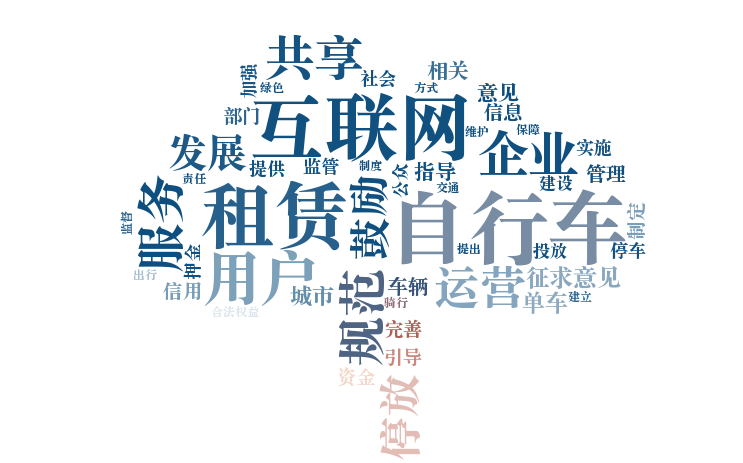 共享
加强
绿色
社会
相关
方式
意见
信息
部门
互联网
维护
保障
企业
实施
发展
提供
监管
制度
公众
指导
交通
建设
管理
责任
服务
监督
租赁
鼓励
自行车
制定
押金
提出
投放
停车
出行
信用
用户
城市
规范
车辆
骑行
运营
征求意见
单车
建立
合法权益
完善
引导
资金
停放